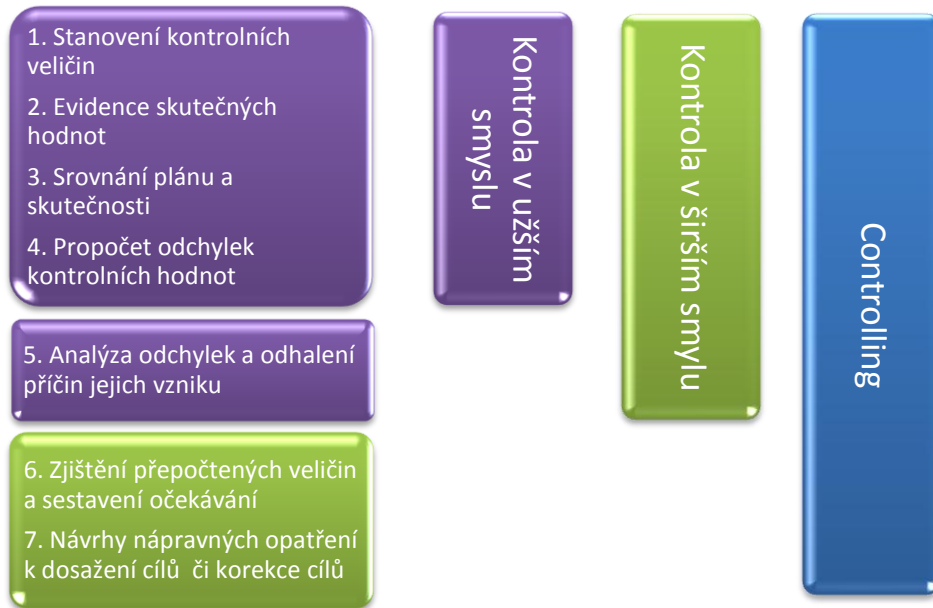 1. Stanovení kontrolních
veličin
2. Evidence skutečných
hodnot
3. Srovnání plánu a
skutečnosti
4. Propočet odchylek
kontrolních hodnot
5. Analýza odchylek a odhalení
příčin jejich vzniku
6. Zjištění přepočtených veličin
a sestavení očekávání
7. Návrhy nápravných opatření
k dosažení cílů  či korekce cílů
Kontrola v užším
smyslu
Kontrola v širším smylu
Controlling